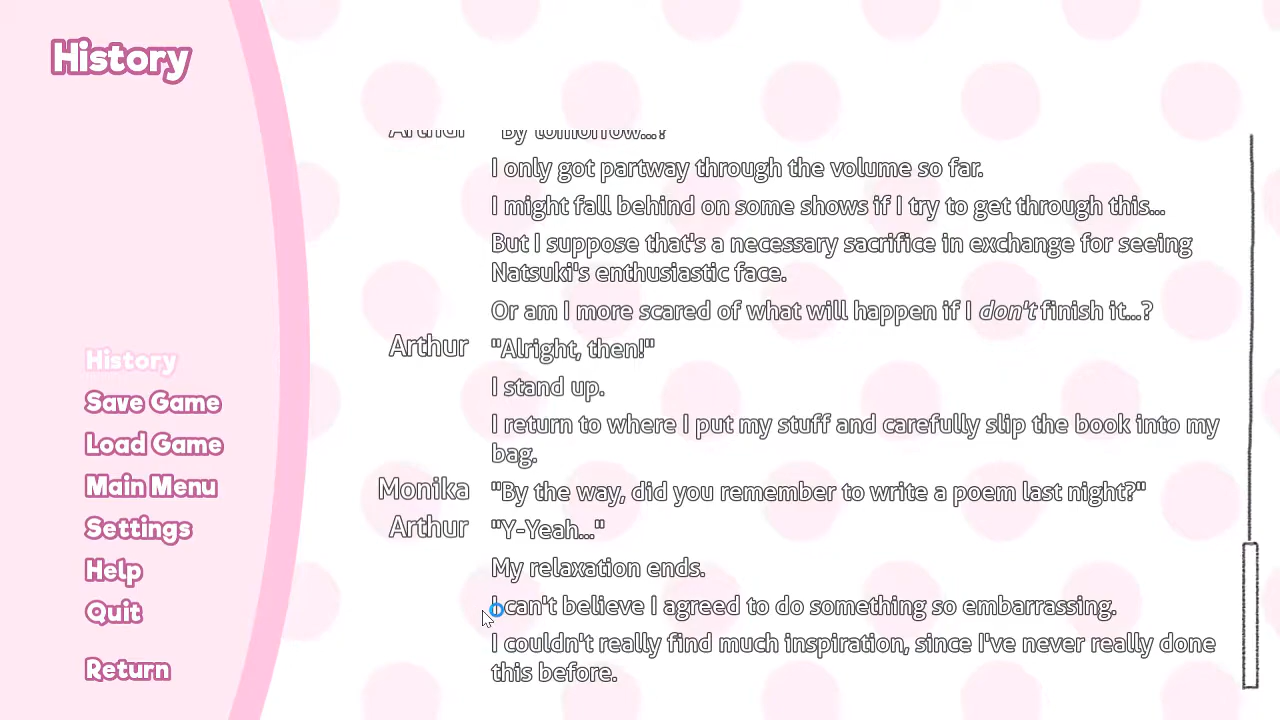 History
Arthur "By tomorrow...?
I only got partway through the volume so far.
I might fall behind on some shows if I try to get through this...
But I suppose that's a necessary sacrifice in exchange for seeing
Natsuki's enthusiastic face.
Or am I more scared of what will happen if I don't finish it...?
Arthur "Alright, then!"
I stand up.
I return to where I put my stuff and carefully slip the book into my
bag.
Monika "By the way, did you remember to write a poem last night?"
Arthur "Y-Yeah..."
My relaxation ends.
I can't believe I agreed to do something so embarrassing.
I couldn't really find much inspiration, since I've never really done
this before.
History
Save Game
Load Game
Main Menu
Settings
Help
Quit
Return